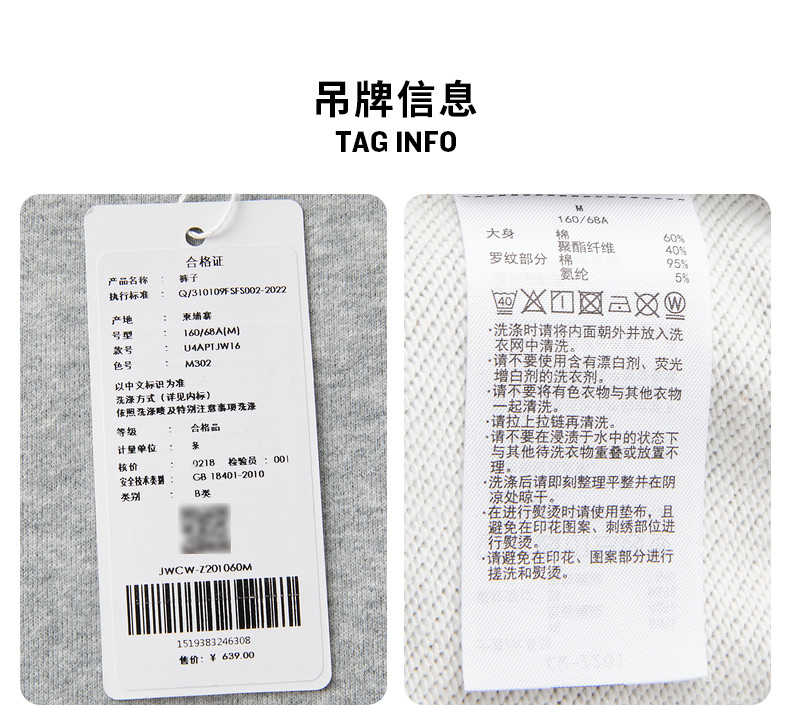 吊牌信息
TAG INFO
合格证
产品名称 : 裤子
执行标准 : Q/310109FSFS002-2022
产地 : 柬埔寨
号型 : 160/68A(M)
款号 : U4APTJW16
色号 : M302
以中文标识为准
洗涤方式（详见内标）
依照洗涤唛及特别注意事项洗涤
等级 : 合格品
计量单位 : 条
核价 : 0218 检验员 : 001
安全技术类别 : GB 18401-2010
类别 : B类
JWCW-Z201060M
1519383246308
售价: ¥ 639.00
M
160/68A
大身 棉 60%
聚酯纤维 40%
罗纹部分 棉 95%
氨纶 5%
40
W
·洗涤时请将内面朝外并放入洗
衣网中清洗。
·请不要使用含有漂白剂、荧光
增白剂的洗衣剂。
·请不要将有色衣物与其他衣物
一起清洗。
·请拉上拉链再清洗。
·请不要在浸渍于水中的状态下
与其他待洗衣物重叠或放置不
理。
·洗涤后请即刻整理平整并在阴
凉处晾干。
·在进行熨烫时请使用垫布，且
避免在印花图案、刺绣部位进
行熨烫。
·请避免在印花、图案部分进行
搓洗和熨烫。